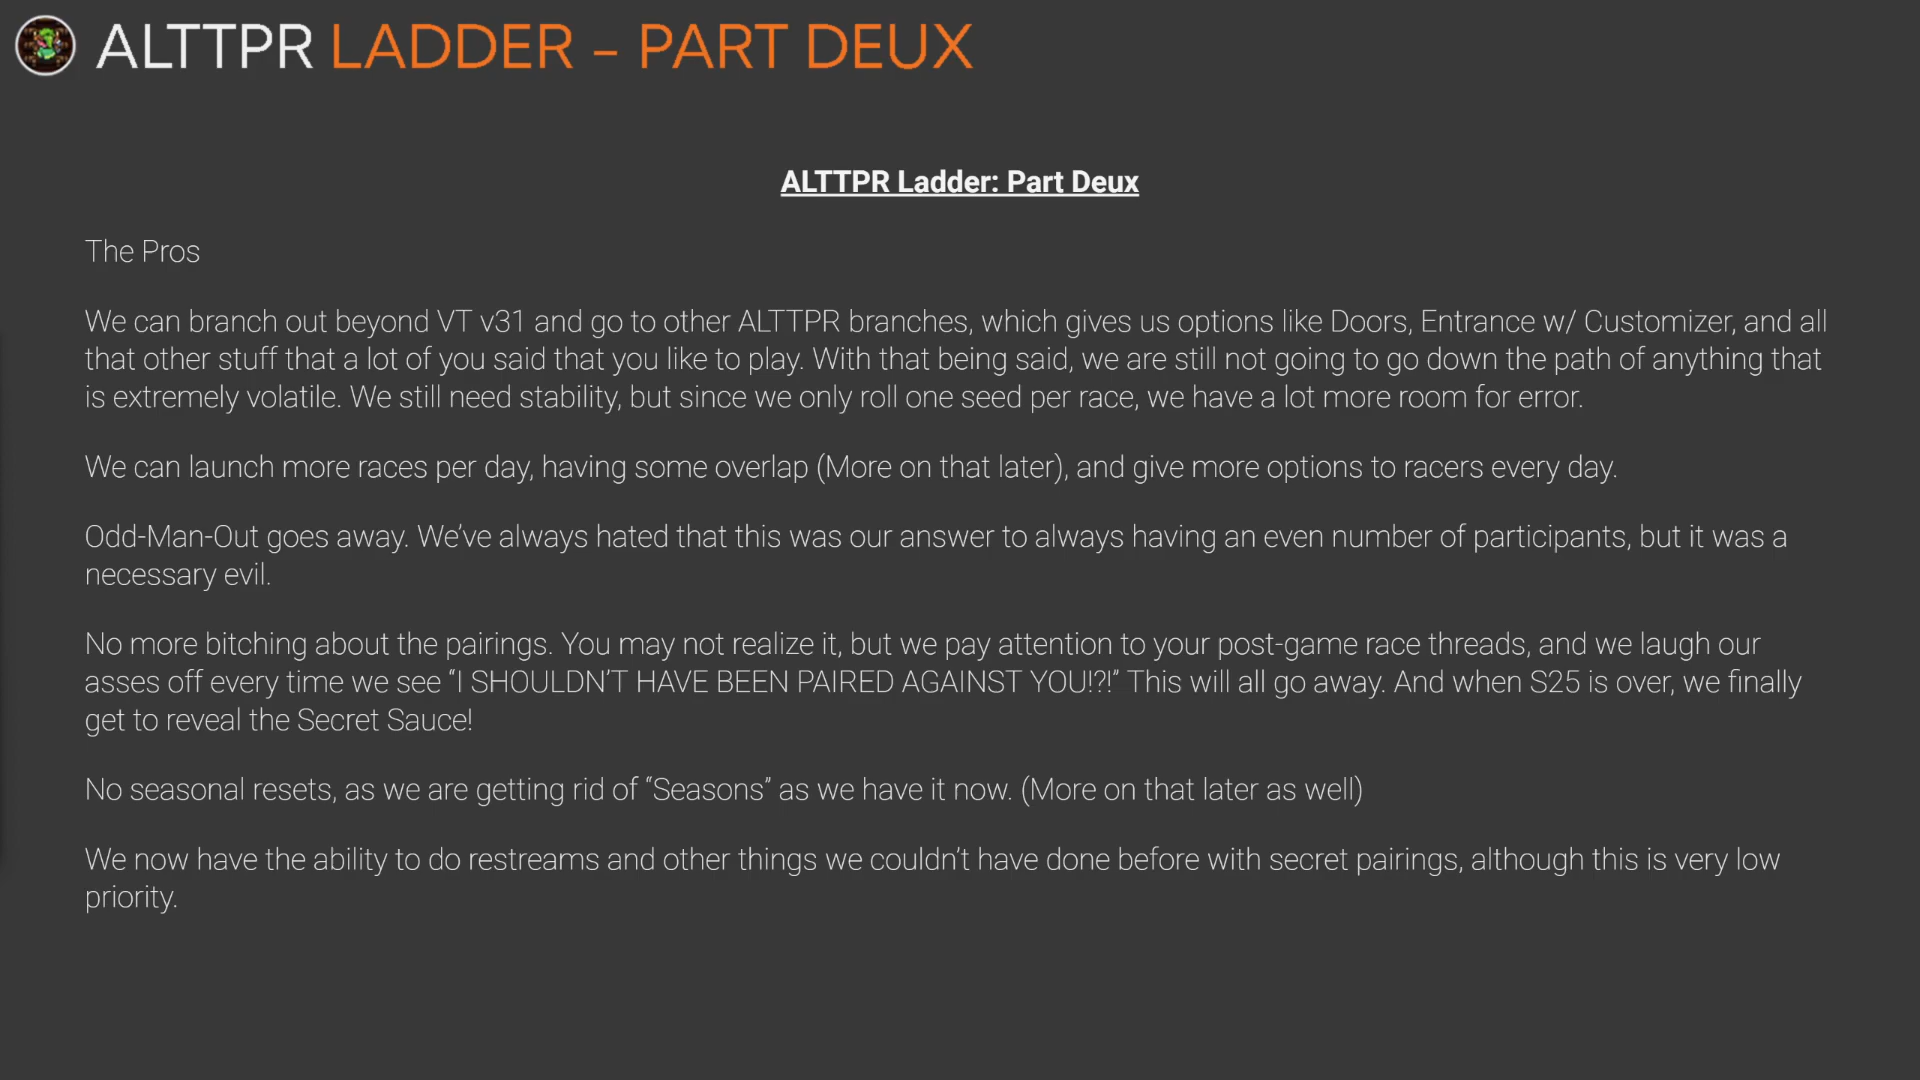 ALTTPR LADDER – PART DEUX
ALTTPR Ladder: Part Deux
The Pros
We can branch out beyond VT v31 and go to other ALTTPR branches, which gives us options like Doors, Entrance w/ Customizer, and all
that other stuff that a lot of you said that you like to play. With that being said, we are still not going to go down the path of anything that
is extremely volatile. We still need stability, but since we only roll one seed per race, we have a lot more room for error.
We can launch more races per day, having some overlap (More on that later), and give more options to racers every day.
Odd-Man-Out goes away. We’ve always hated that this was our answer to always having an even number of participants, but it was a
necessary evil.
No more bitching about the pairings. You may not realize it, but we pay attention to your post-game race threads, and we laugh our
asses off every time we see “I SHOULDN’T HAVE BEEN PAIRED AGAINST YOU!?!” This will all go away. And when S25 is over, we finally
get to reveal the Secret Sauce!
No seasonal resets, as we are getting rid of “Seasons” as we have it now. (More on that later as well)
We now have the ability to do restreams and other things we couldn’t have done before with secret pairings, although this is very low
priority.